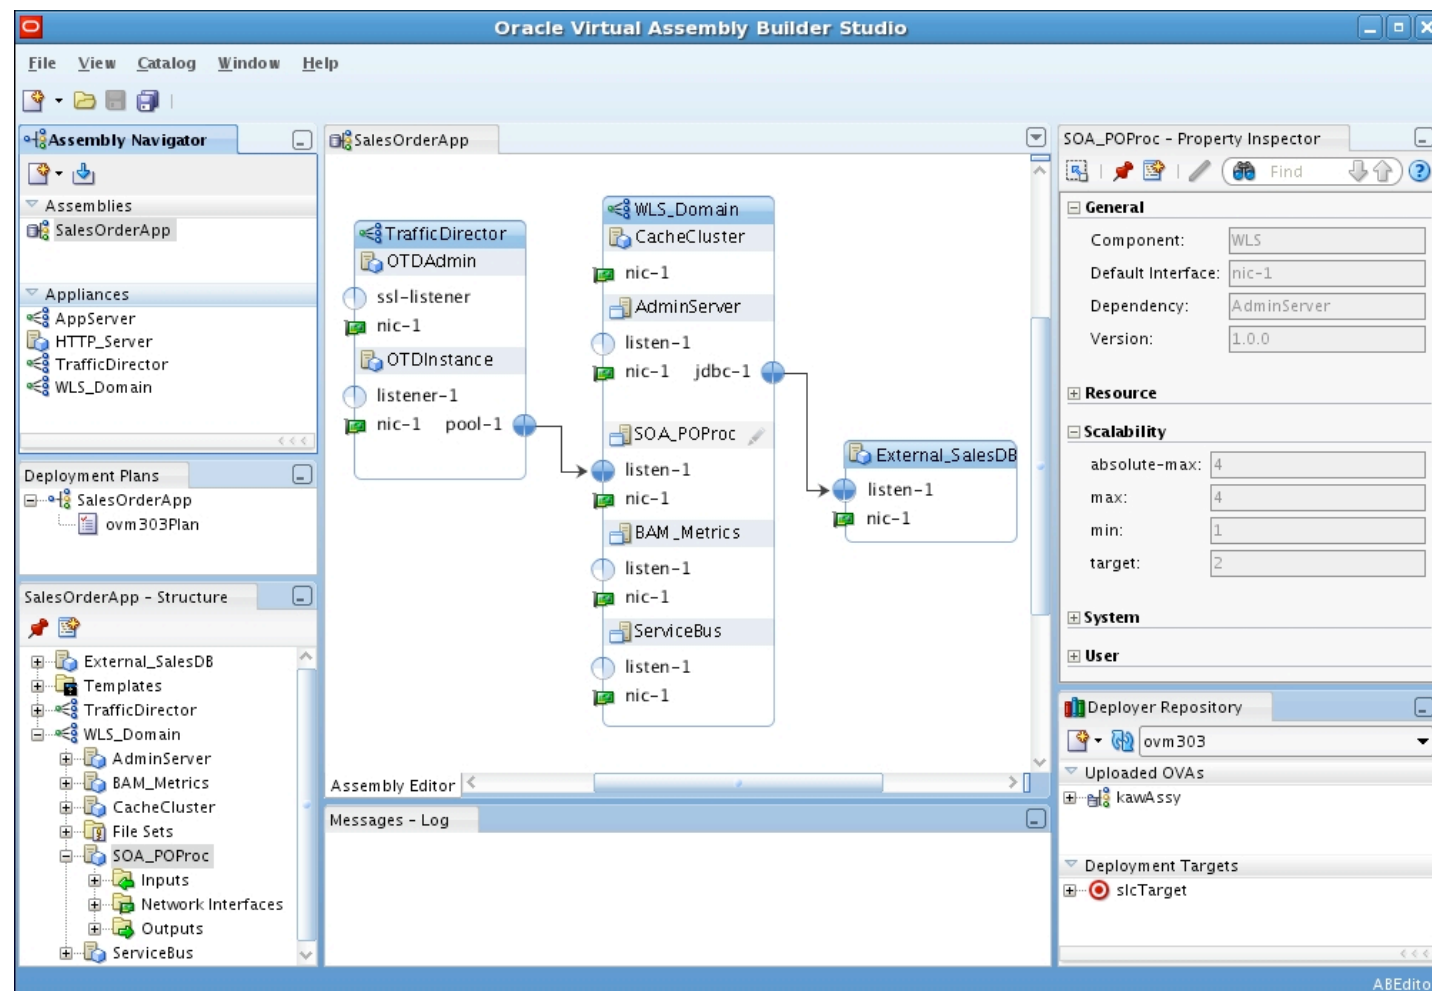 Oracle Virtual Assembly Builder Studio
File View Catalog Window Help
Assembly Navigator
Assemblies
SalesOrderApp
Appliances
AppServer
HTTP_Server
TrafficDirector
WLS_Domain
Deployment Plans
SalesOrderApp
ovm303Plan
SalesOrderApp - Structure
External_SalesDB
Templates
TrafficDirector
WLS_Domain
AdminServer
BAM_Metrics
CacheCluster
File Sets
SOA_POProc
Inputs
Network Interfaces
Outputs
ServiceBus
SalesOrderApp
TrafficDirector
OTDAdmin
ssl-listener
nic-1
OTDInstance
listener-1
nic-1 pool-1
WLS_Domain
CacheCluster
nic-1
AdminServer
listen-1
nic-1 jdbc-1
SOA_POProc
listen-1
nic-1
BAM_Metrics
listen-1
nic-1
ServiceBus
listen-1
nic-1
External_SalesDB
listen-1
nic-1
Assembly Editor
Messages - Log
SOA_POProc - Property Inspector
Find
General
Component: WLS
Default Interface: nic-1
Dependency: AdminServer
Version: 1.0.0
Resource
Scalability
absolute-max: 4
max: 4
min: 1
target: 2
System
User
Deployer Repository
ovm303
Uploaded OVAs
kawAssy
Deployment Targets
slcTarget
ABEdito